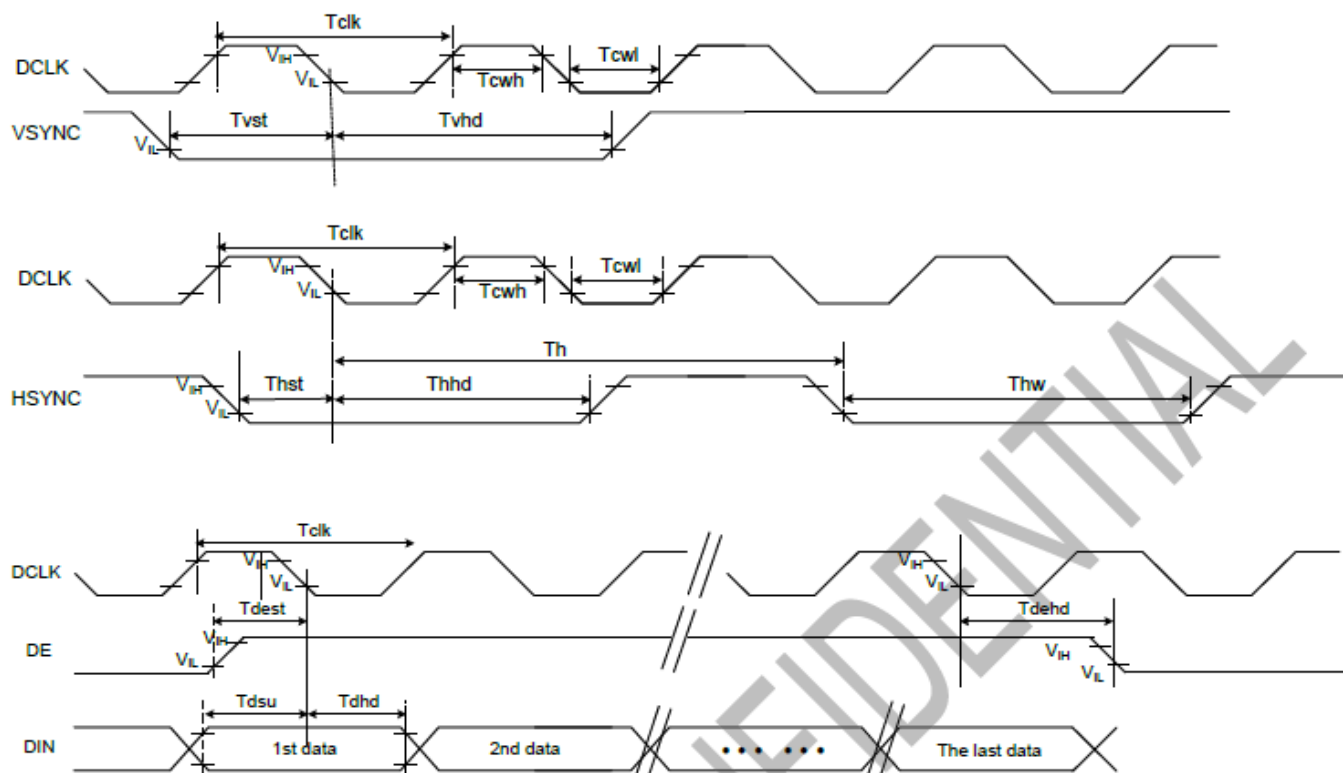 Tclk
DCLK
VIH
VIL
Tcwh
Tcwl
VSYNC
VIL
Tvst
Tvhd
Tclk
DCLK
VIH
VIL
Tcwh
Tcwl
Th
HSYNC
VIH
VIL
Thst
Thhd
Thw
Tclk
DCLK
VIH
VIL
VIH
VIL
Tdest
Tdehd
DE
VIH
VIL
VIH
VIL
Tdsu
Tdhd
DIN
1st data
2nd data
• • • • • •
The last data